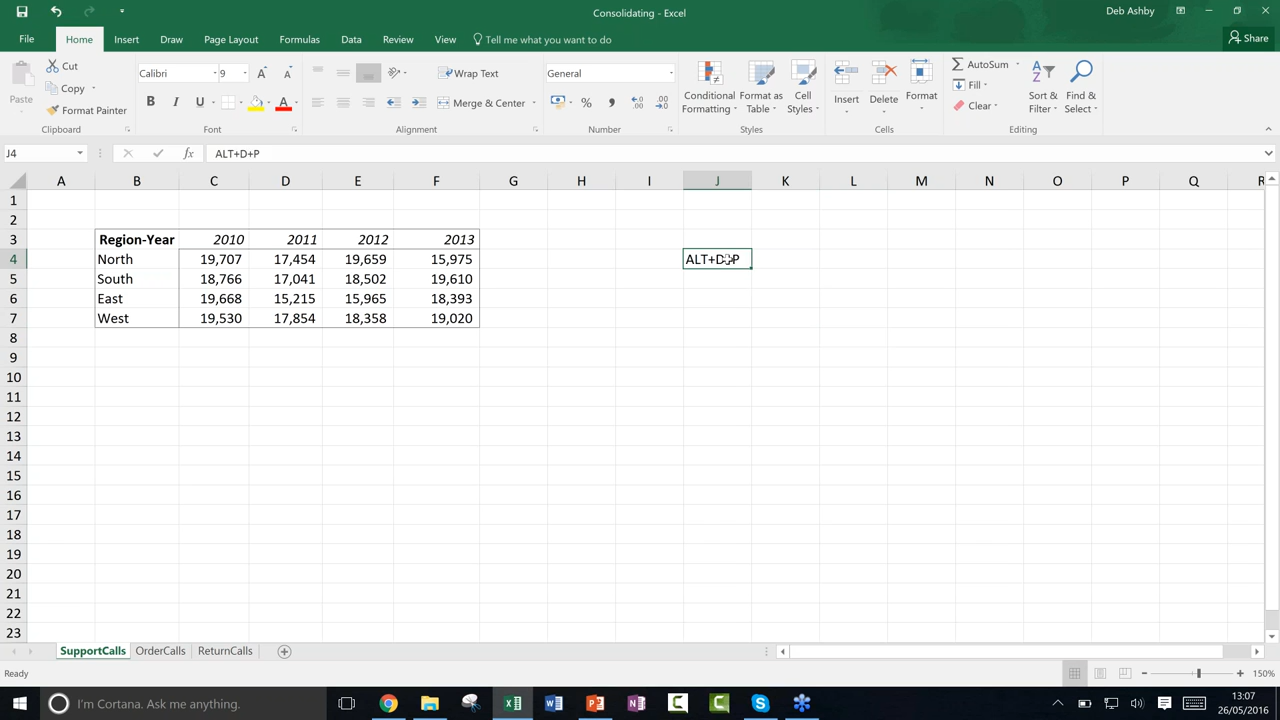 Consolidating - Excel
Deb Ashby
File Home Insert Draw Page Layout Formulas Data Review View Tell me what you want to do Share
Paste
Cut
Copy
Format Painter
Clipboard
Calibri 9
B I U
Font
Wrap Text
Merge & Center
Alignment
General
%
Number
Conditional Formatting
Format as Table
Cell Styles
Styles
Insert
Delete
Format
Cells
AutoSum
Fill
Clear
Sort & Filter
Find & Select
Editing
J4 fx ALT+D+P
A B C D E F G H I J K L M N O P Q R
1
2
3 Region-Year 2010 2011 2012 2013
4 North 19,707 17,454 19,659 15,975 ALT+D+P
5 South 18,766 17,041 18,502 19,610
6 East 19,668 15,215 15,965 18,393
7 West 19,530 17,854 18,358 19,020
8
9
10
11
12
13
14
15
16
17
18
19
20
21
22
23
SupportCalls OrderCalls ReturnCalls
Ready 150%
I'm Cortana. Ask me anything.
13:07
26/05/2016